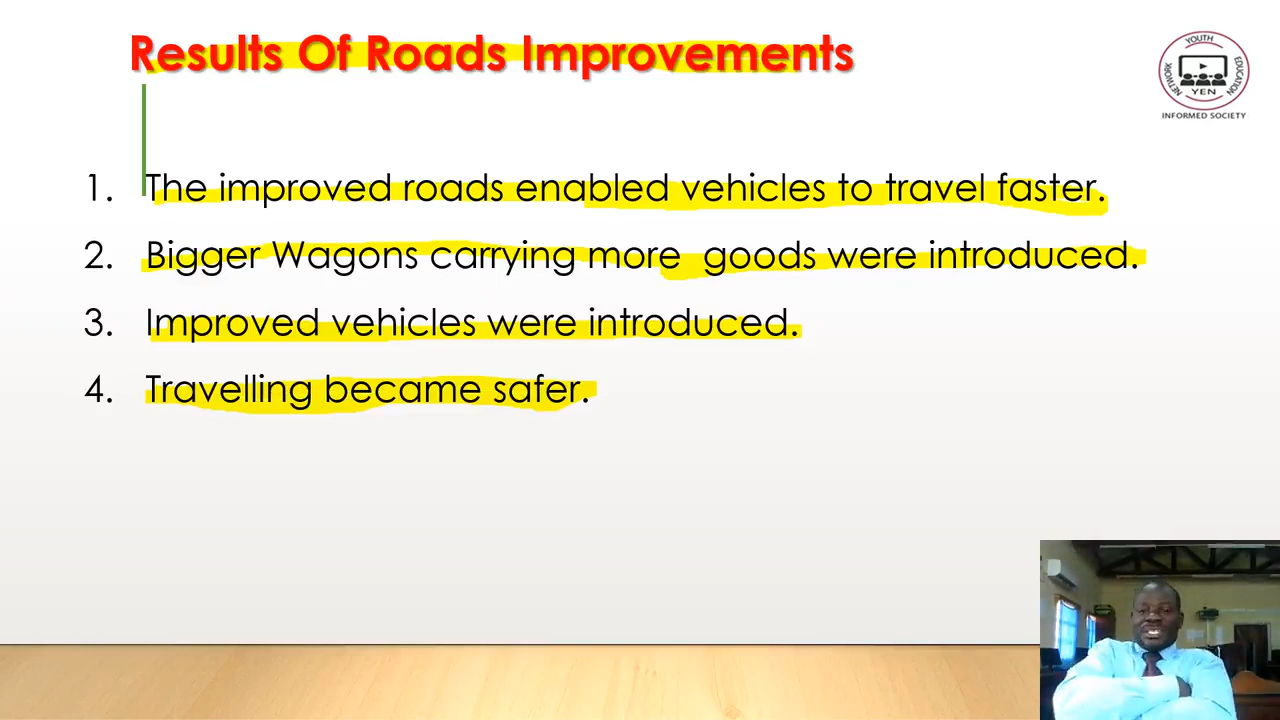 Results Of Roads Improvements
YOUTH
NETWORK
EDUCATION
YEN
INFORMED SOCIETY
1. The improved roads enabled vehicles to travel faster.
2. Bigger Wagons carrying more goods were introduced.
3. Improved vehicles were introduced.
4. Travelling became safer.